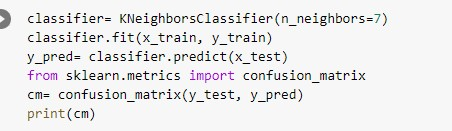 classifier= KNeighborsClassifier(n_neighbors=7)
classifier.fit(x_train, y_train)
y_pred= classifier.predict(x_test)
from sklearn.metrics import confusion_matrix
cm= confusion_matrix(y_test, y_pred)
print(cm)